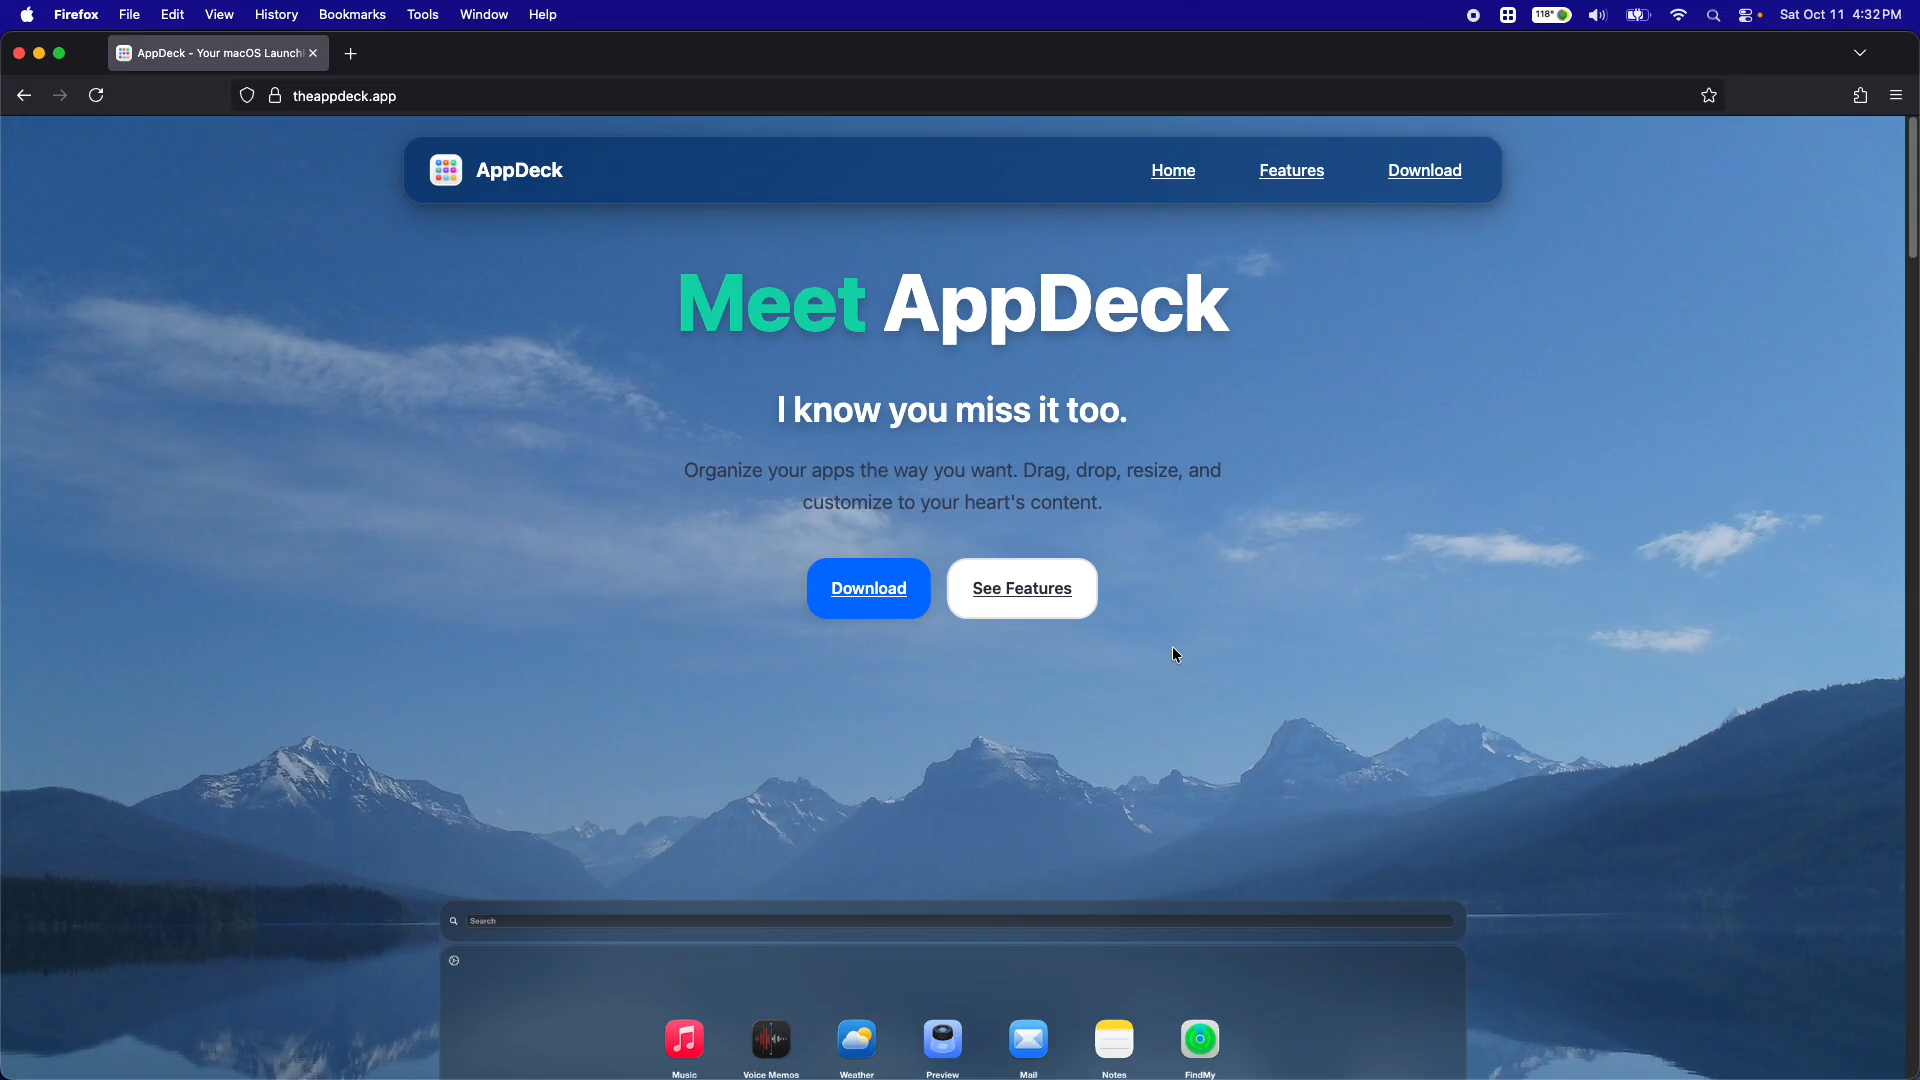 Firefox File Edit View History Bookmarks Tools Window Help 118° Sat Oct 11 4:32 PM
AppDeck - Your macOS Launch
theappdeck.app
AppDeck Home Features Download
Meet AppDeck
I know you miss it too.
Organize your apps the way you want. Drag, drop, resize, and
customize to your heart's content.
Download See Features
Search
Music Voice Memos Weather Preview Mail Notes FindMy